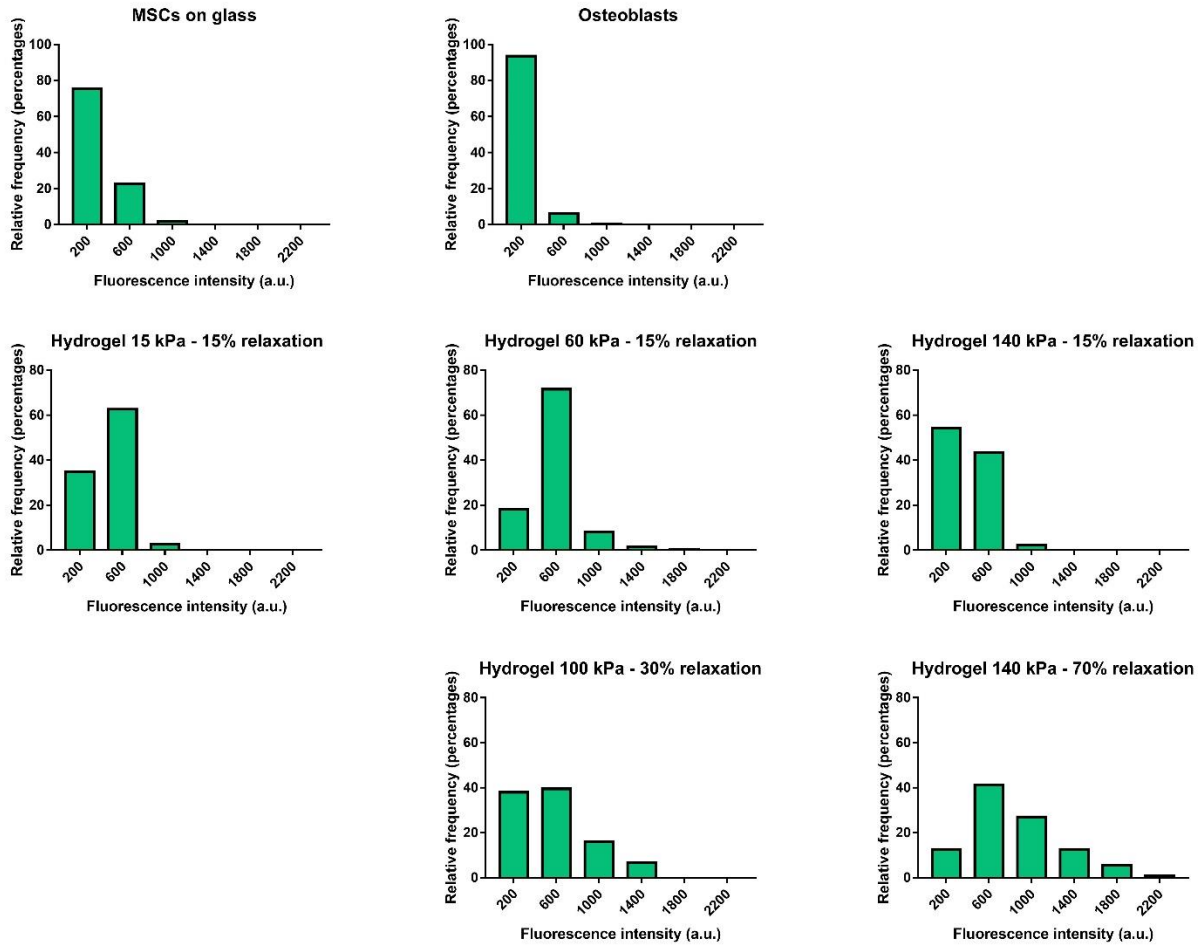 MSCs on glass
Relative frequency (percentages)
100
80
60
40
20
0
200 600 1000 1400 1800 2200
Fluorescence intensity (a.u.)
Osteoblasts
Relative frequency (percentages)
100
80
60
40
20
0
200 600 1000 1400 1800 2200
Fluorescence intensity (a.u.)
Hydrogel 15 kPa - 15% relaxation
Relative frequency (percentages)
80
60
40
20
0
200 600 1000 1400 1800 2200
Fluorescence intensity (a.u.)
Hydrogel 60 kPa - 15% relaxation
Relative frequency (percentages)
80
60
40
20
0
200 600 1000 1400 1800 2200
Fluorescence intensity (a.u.)
Hydrogel 140 kPa - 15% relaxation
Relative frequency (percentages)
80
60
40
20
0
200 600 1000 1400 1800 2200
Fluorescence intensity (a.u.)
Hydrogel 100 kPa - 30% relaxation
Relative frequency (percentages)
80
60
40
20
0
200 600 1000 1400 1800 2200
Fluorescence intensity (a.u.)
Hydrogel 140 kPa - 70% relaxation
Relative frequency (percentages)
80
60
40
20
0
200 600 1000 1400 1800 2200
Fluorescence intensity (a.u.)